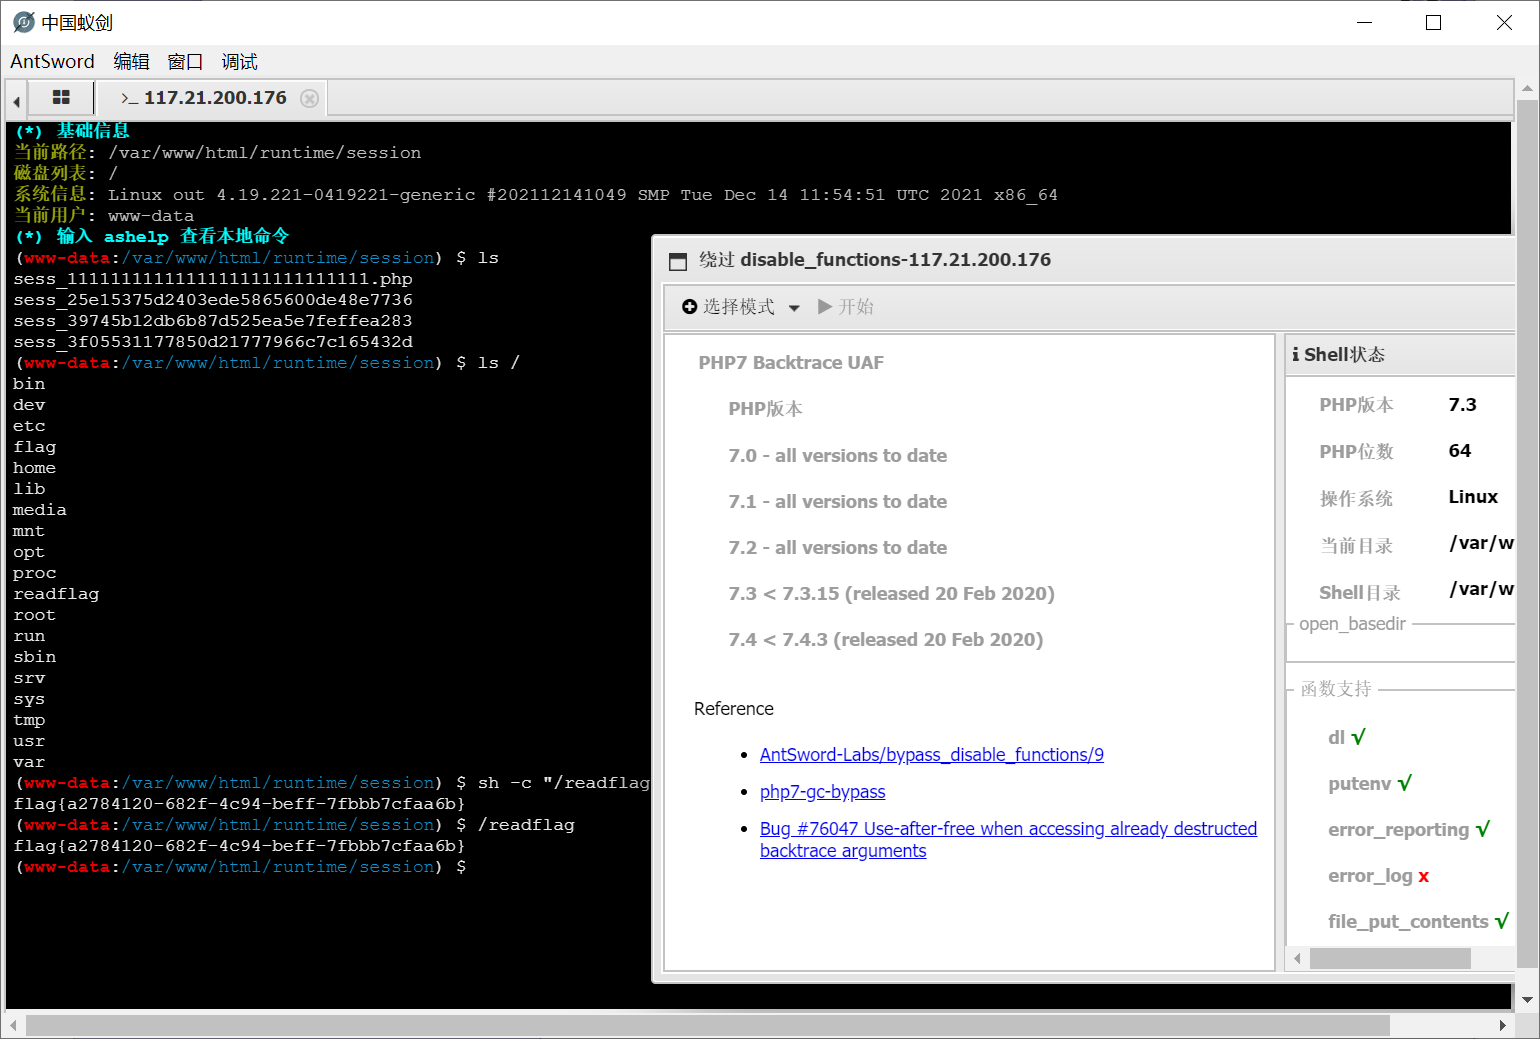 中国蚁剑
AntSword 编辑 窗口 调试
>_ 117.21.200.176
(*) 基础信息
当前路径: /var/www/html/runtime/session
磁盘列表: /
系统信息: Linux out 4.19.221-0419221-generic #202112141049 SMP Tue Dec 14 11:54:51 UTC 2021 x86_64
当前用户: www-data
(*) 输入 ashelp 查看本地命令
(www-data:/var/www/html/runtime/session) $ ls
sess_1111111111111111111111111111.php
sess_25e15375d2403ede5865600de48e7736
sess_39745b12db6b87d525ea5e7feffea283
sess_3f05531177850d21777966c7c165432d
(www-data:/var/www/html/runtime/session) $ ls /
bin
dev
etc
flag
home
lib
media
mnt
opt
proc
readflag
root
run
sbin
srv
sys
tmp
usr
var
(www-data:/var/www/html/runtime/session) $ sh -c "/readflag
flag{a2784120-682f-4c94-beff-7fbbb7cfaa6b}
(www-data:/var/www/html/runtime/session) $ /readflag
flag{a2784120-682f-4c94-beff-7fbbb7cfaa6b}
(www-data:/var/www/html/runtime/session) $
绕过 disable_functions-117.21.200.176
选择模式 开始
PHP7 Backtrace UAF
PHP版本
7.0 - all versions to date
7.1 - all versions to date
7.2 - all versions to date
7.3 < 7.3.15 (released 20 Feb 2020)
7.4 < 7.4.3 (released 20 Feb 2020)
Reference
AntSword-Labs/bypass_disable_functions/9
php7-gc-bypass
Bug #76047 Use-after-free when accessing already destructed
backtrace arguments
Shell状态
PHP版本 7.3
PHP位数 64
操作系统 Linux
当前目录 /var/w
Shell目录 /var/w
open_basedir
函数支持
dl √
putenv √
error_reporting √
error_log x
file_put_contents √